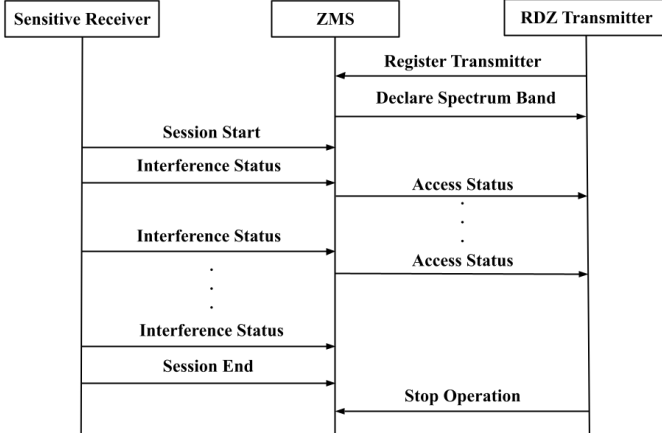 Sensitive Receiver
ZMS
RDZ Transmitter
Register Transmitter
Declare Spectrum Band
Session Start
Interference Status
Access Status
Interference Status
Access Status
Interference Status
Session End
Stop Operation